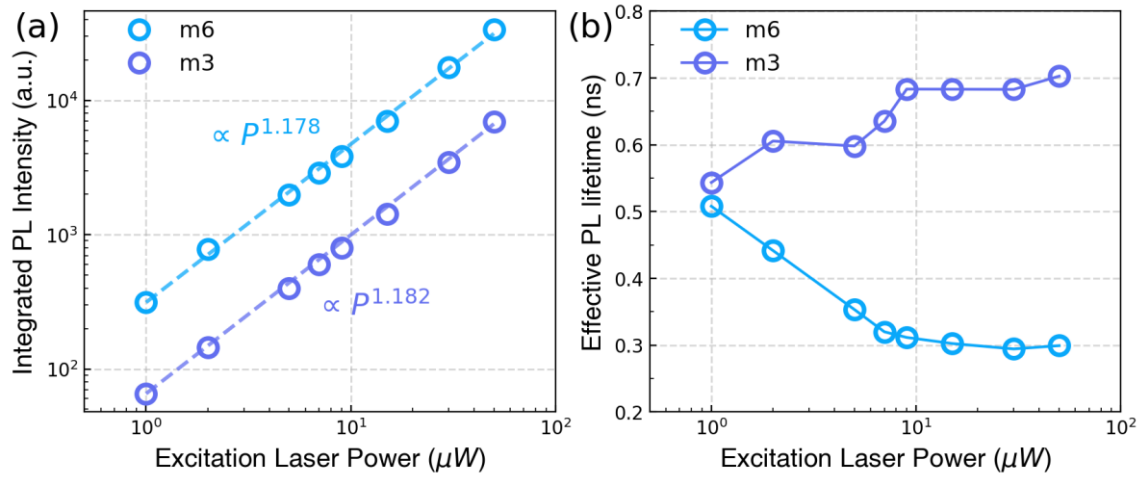 (a)
m6
m3
∝ P^1.178
∝ P^1.182
10^4
10^3
10^2
10^0
10^1
10^2
Integrated PL Intensity (a.u.)
Excitation Laser Power (μW)
(b)
m6
m3
0.8
0.7
0.6
0.5
0.4
0.3
0.2
10^0
10^1
10^2
Effective PL lifetime (ns)
Excitation Laser Power (μW)